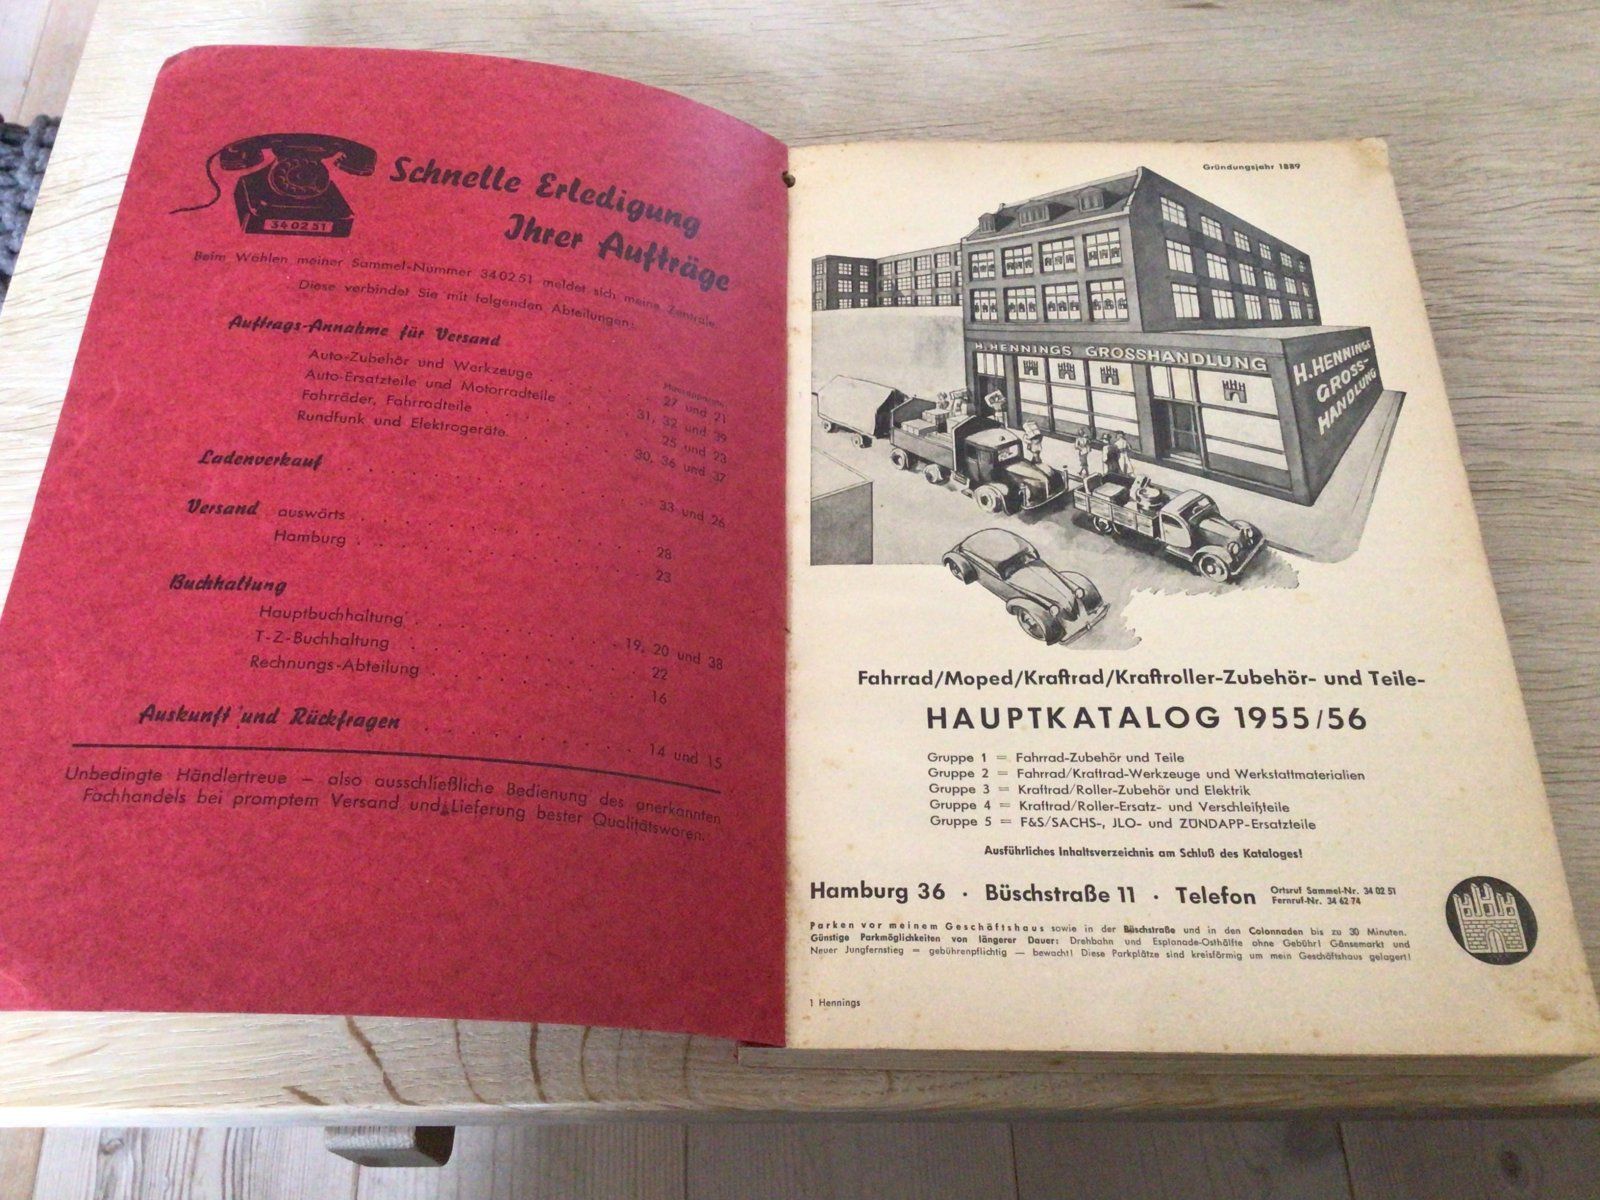 34 02 51
Schnelle Erledigung
Ihrer Aufträge
Beim Wählen meiner Sammel-Nummer 34 02 51 meldet sich meine Zentrale.
Diese verbindet Sie mit folgenden Abteilungen:
Auftrags-Annahme für Versand
Auto-Zubehör und Werkzeuge . . . 27 und 21
Auto-Ersatzteile und Motorradteile . . . 31, 32 und 39
Fahrräder, Fahrradteile . . . 25 und 23
Rundfunk und Elektrogeräte . . . 30, 36 und 37
Ladenverkauf . . . 33 und 26
Versand auswärts . . . 28
Hamburg . . . 23
Buchhaltung
Hauptbuchhaltung . . . 19, 20 und 38
T-Z-Buchhaltung . . . 22
Rechnungs-Abteilung . . . 16
Auskunft und Rückfragen . . . 14 und 15
Unbedingte Händlertreue – also ausschließliche Bedienung des anerkannten
Fachhandels bei promptem Versand und Lieferung bester Qualitätswaren.
Gründungsjahr 1889
H. HENNINGS GROSSHANDLUNG
H. HENNINGS
GROSS-
HANDLUNG
Fahrrad/Moped/Kraftrad/Kraftroller-Zubehör- und Teile-
HAUPTKATALOG 1955/56
Gruppe 1 = Fahrrad-Zubehör und Teile
Gruppe 2 = Fahrrad/Kraftrad-Werkzeuge und Werkstattmaterialien
Gruppe 3 = Kraftrad/Roller-Zubehör und Elektrik
Gruppe 4 = Kraftrad/Roller-Ersatz- und Verschleißteile
Gruppe 5 = F&S/SACHS-, JLO- und ZÜNDAPP-Ersatzteile
Ausführliches Inhaltsverzeichnis am Schluß des Kataloges!
Hamburg 36 · Büschstraße 11 · Telefon
Ortsruf Sammel-Nr. 34 02 51
Fernruf-Nr. 34 62 74
Parken vor meinem Geschäftshaus sowie in der Büschstraße und in den Colonnaden bis zu 30 Minuten.
Günstige Parkmöglichkeiten von längerer Dauer: Drehbahn und Esplanade-Osthälfte ohne Gebühr! Gänsemarkt und
Neuer Jungfernstieg = gebührenpflichtig — bewacht! Diese Parkplätze sind kreisförmig um mein Geschäftshaus gelagert!
1 Hennings